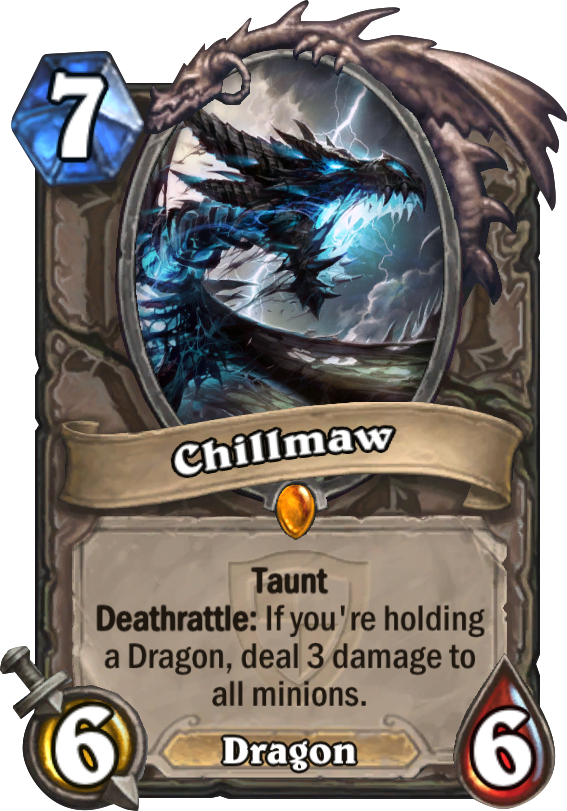 7
Chillmaw
Taunt
Deathrattle: If you're holding
a Dragon, deal 3 damage to
all minions.
6
Dragon
6